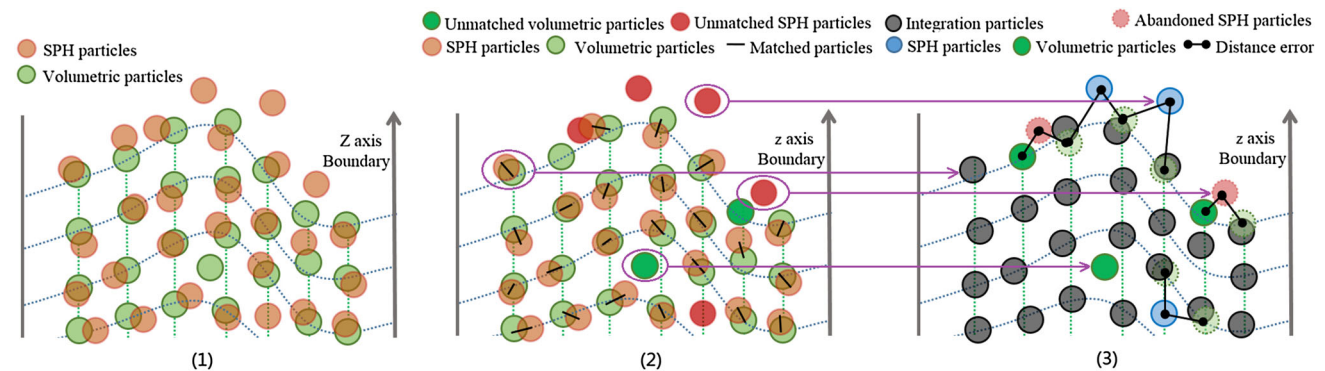 SPH particles
Volumetric particles
Z axis
Boundary
(1)
Unmatched volumetric particles Unmatched SPH particles
SPH particles Volumetric particles Matched particles
z axis
Boundary
(2)
Integration particles Abandoned SPH particles
SPH particles Volumetric particles Distance error
z axis
Boundary
(3)